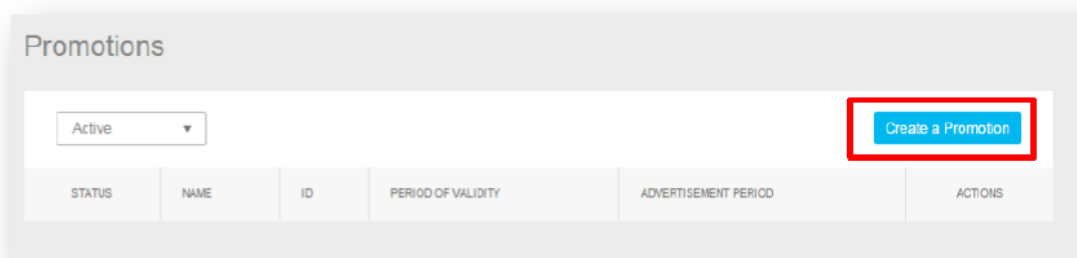 Promotions
Active
Create a Promotion
STATUS NAME ID PERIOD OF VALIDITY ADVERTISEMENT PERIOD ACTIONS